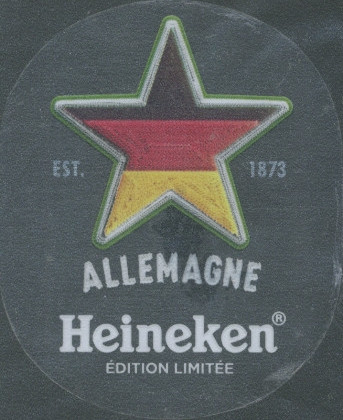 EST. 1873
ALLEMAGNE
Heineken®
ÉDITION LIMITÉE